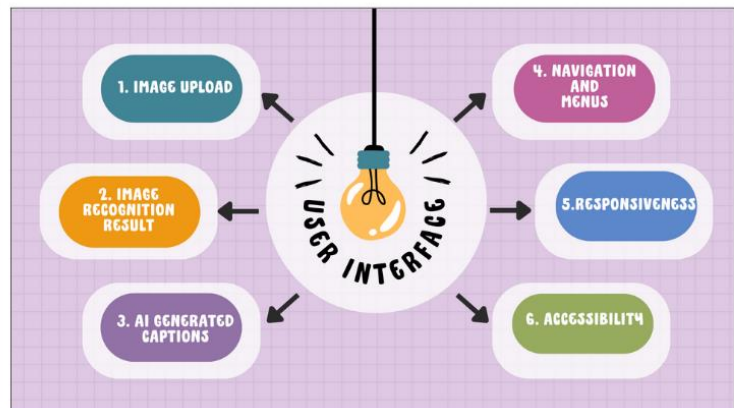 1. IMAGE UPLOAD
2. IMAGE
RECOGNITION
RESULT
3. AI GENERATED
CAPTIONS
USER INTERFACE
4. NAVIGATION
AND
MENUS
5.RESPONSIVENESS
6. ACCESSIBILITY